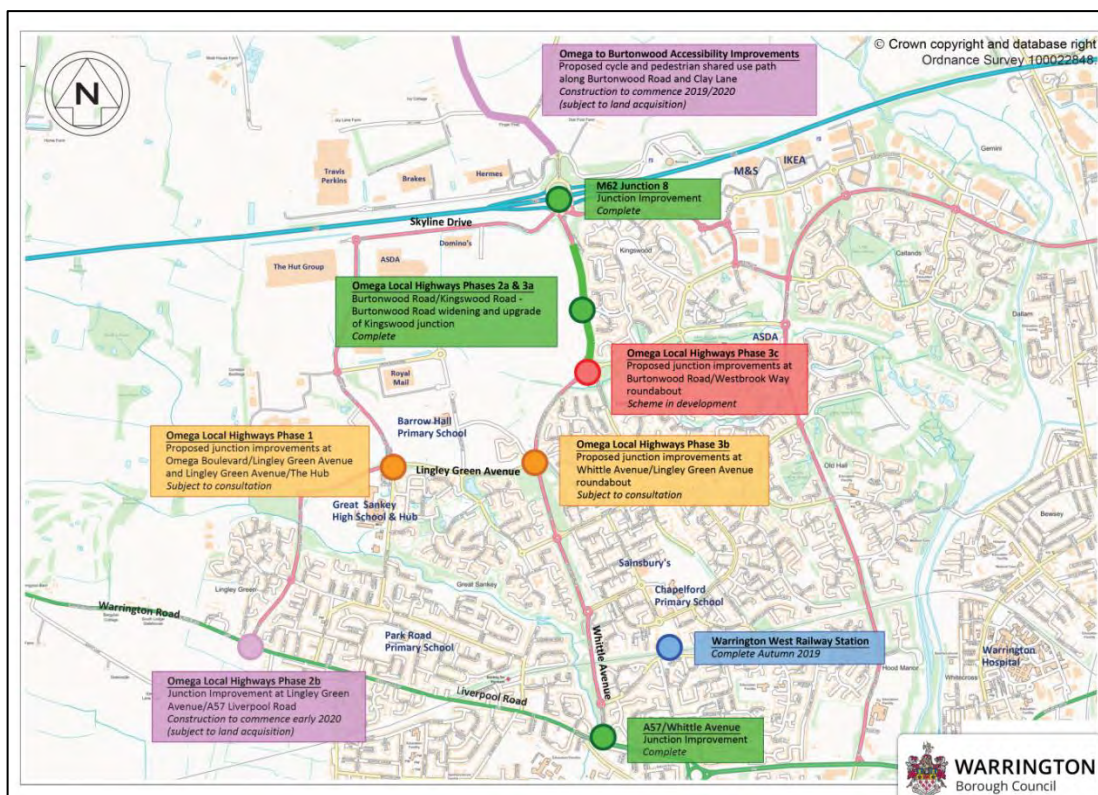 N
Omega to Burtonwood Accessibility Improvements
Proposed cycle and pedestrian shared use path
along Burtonwood Road and Clay Lane
Construction to commence 2019/2020
(subject to land acquisition)
© Crown copyright and database right
Ordnance Survey 100022848
Travis
Perkins
Brakes
Hermes
M62 Junction 8
Junction Improvement
Complete
M&S
IKEA
Gemini
Skyline Drive
Domino's
The Hut Group
ASDA
Kingswood
Callands
Omega Local Highways Phases 2a & 3a
Burtonwood Road/Kingswood Road -
Burtonwood Road widening and upgrade
of Kingswood junction
Complete
Dallam
ASDA
Omega Local Highways Phase 3c
Proposed junction improvements at
Burtonwood Road/Westbrook Way
roundabout
Scheme in development
Royal
Mail
Barrow Hall
Primary School
Omega Local Highways Phase 1
Proposed junction improvements at
Omega Boulevard/Lingley Green Avenue
and Lingley Green Avenue/The Hub
Subject to consultation
Lingley Green Avenue
Omega Local Highways Phase 3b
Proposed junction improvements at
Whittle Avenue/Lingley Green Avenue
roundabout
Subject to consultation
Old Hall
Great Sankey
High School & Hub
Bewsey
Sainsbury's
Great Sankey
Chapelford
Primary School
Lingley Green
Warrington Road
Park Road
Primary School
Whittle Avenue
Warrington West Railway Station
Complete Autumn 2019
Hood Manor
Whitecross
Warrington
Hospital
Omega Local Highways Phase 2b
Junction Improvement at Lingley Green
Avenue/A57 Liverpool Road
Construction to commence early 2020
(subject to land acquisition)
Liverpool Road
A57/Whittle Avenue
Junction Improvement
Complete
WARRINGTON
Borough Council